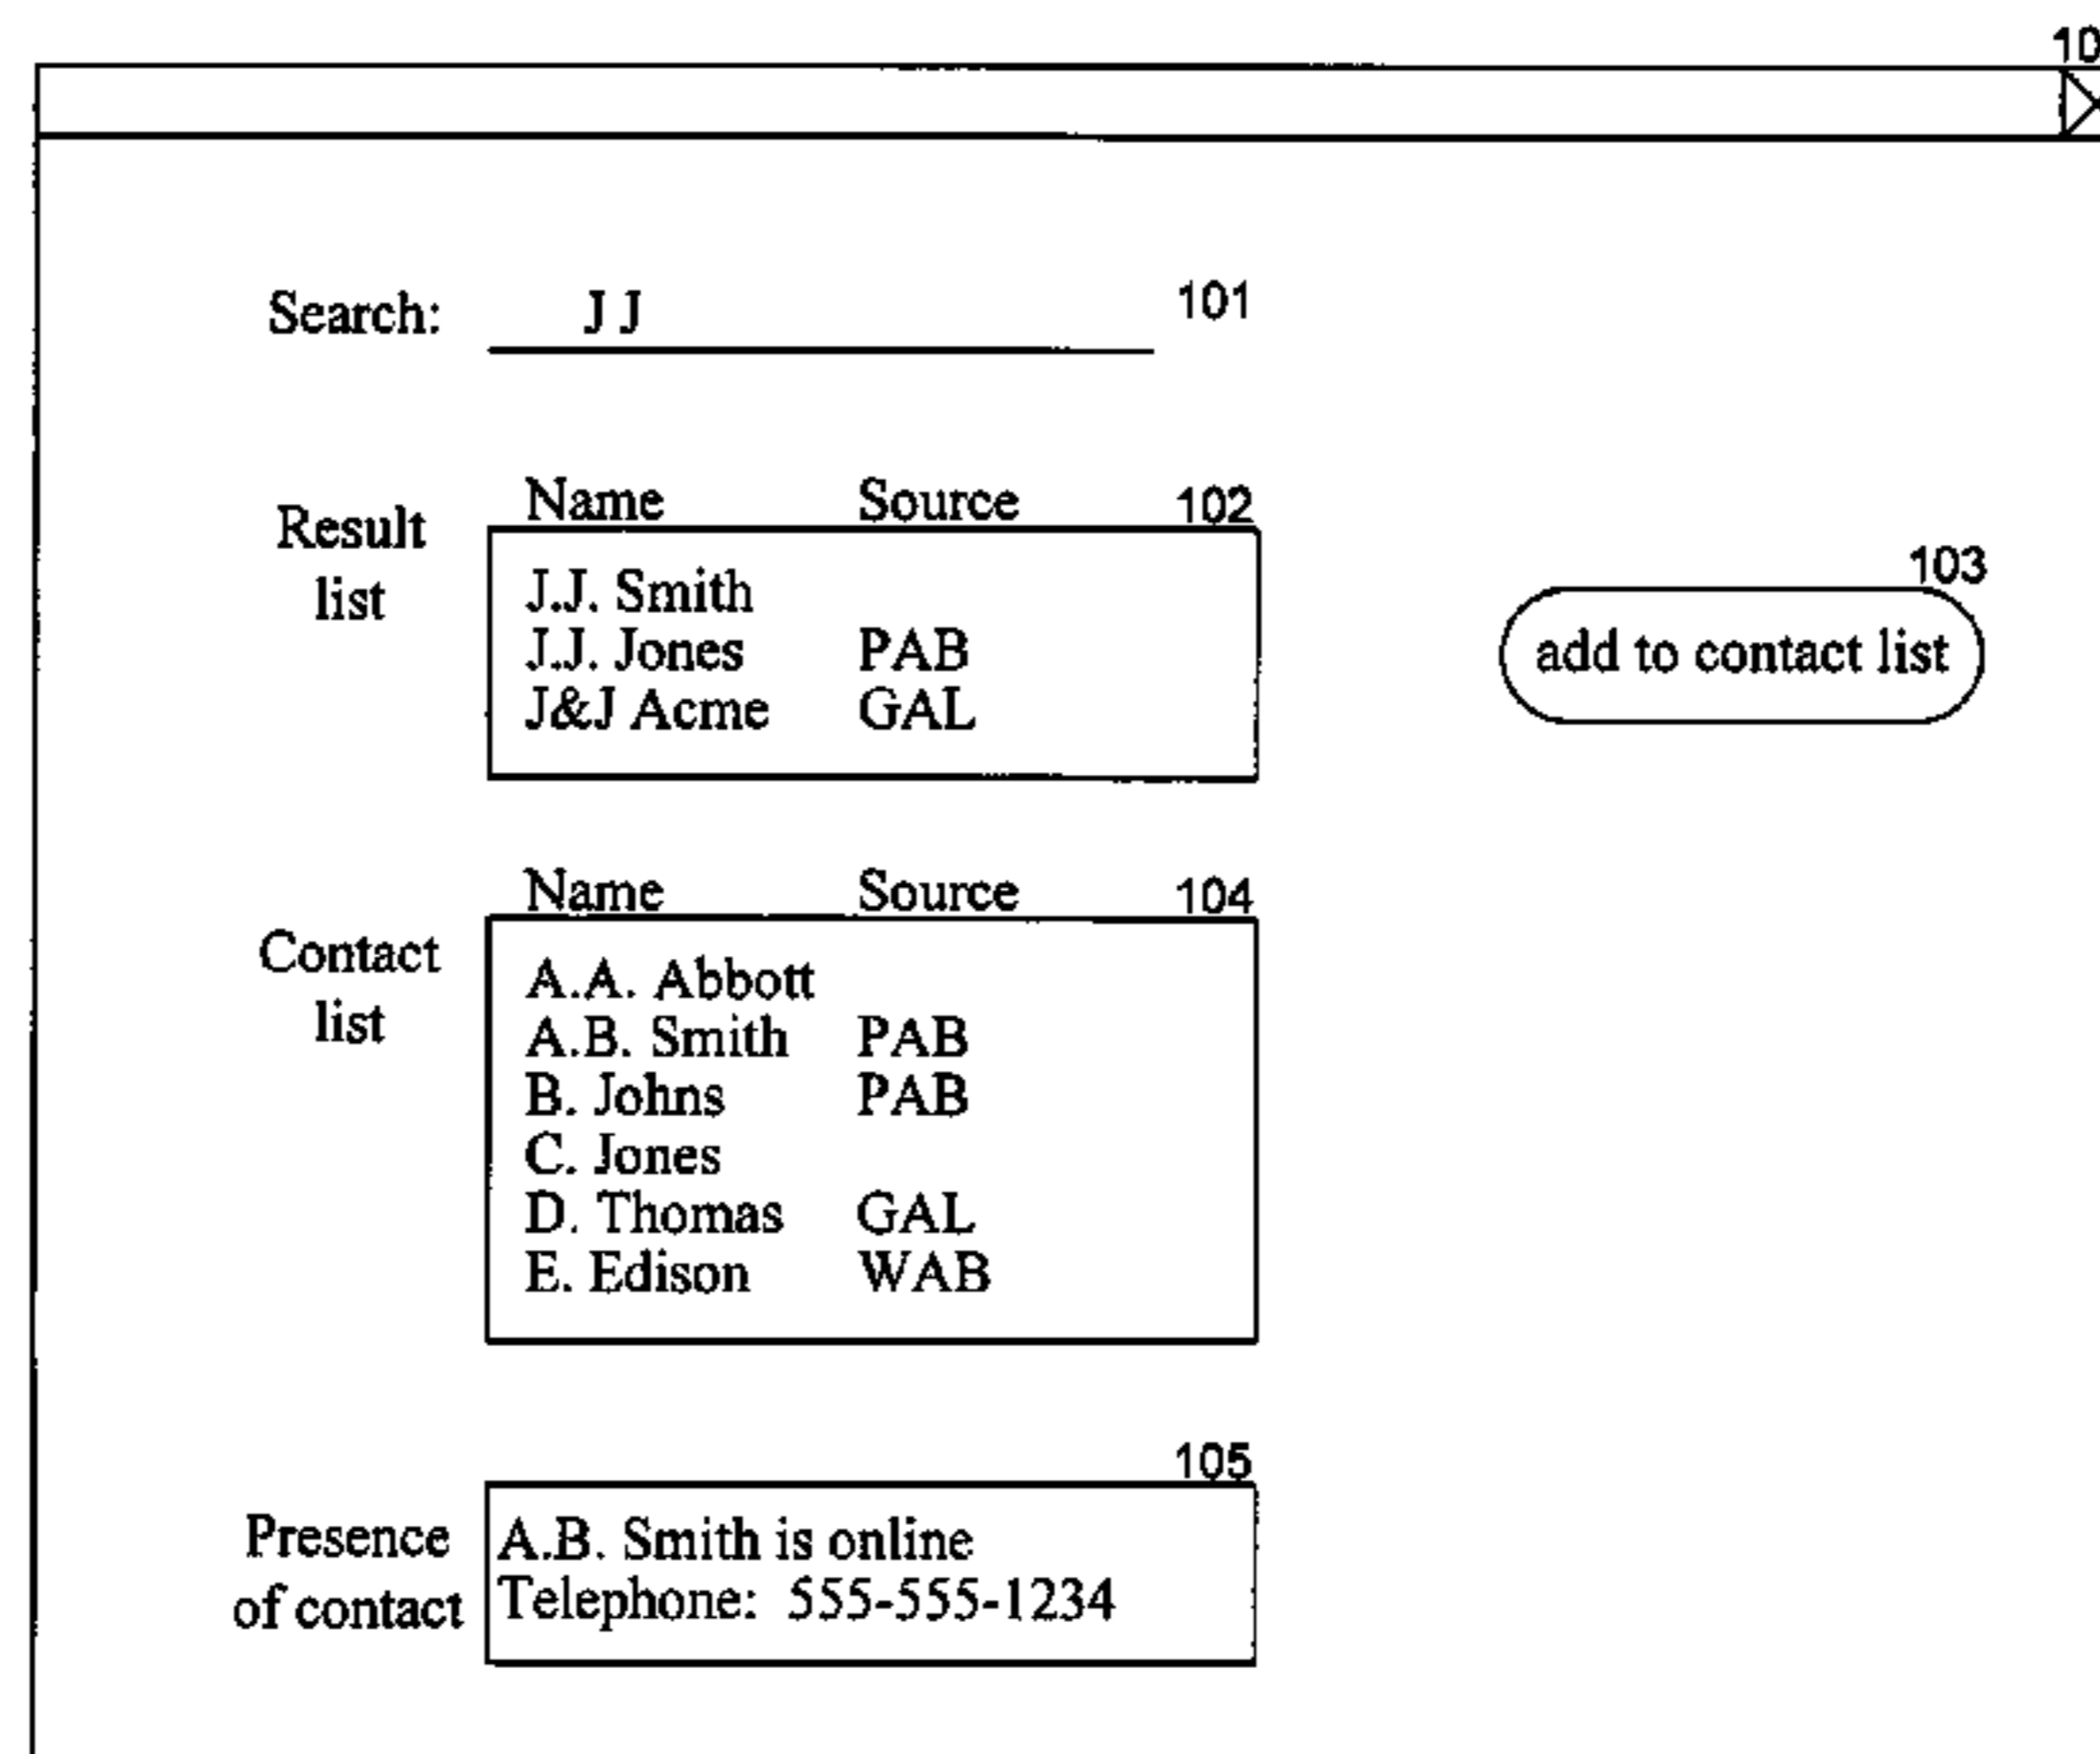 10
Search: J J 101
Name Source 102
Result list
J.J. Smith
J.J. Jones PAB
J&J Acme GAL
103
add to contact list
Name Source 104
Contact list
A.A. Abbott
A.B. Smith PAB
B. Johns PAB
C. Jones
D. Thomas GAL
E. Edison WAB
105
Presence of contact
A.B. Smith is online
Telephone: 555-555-1234